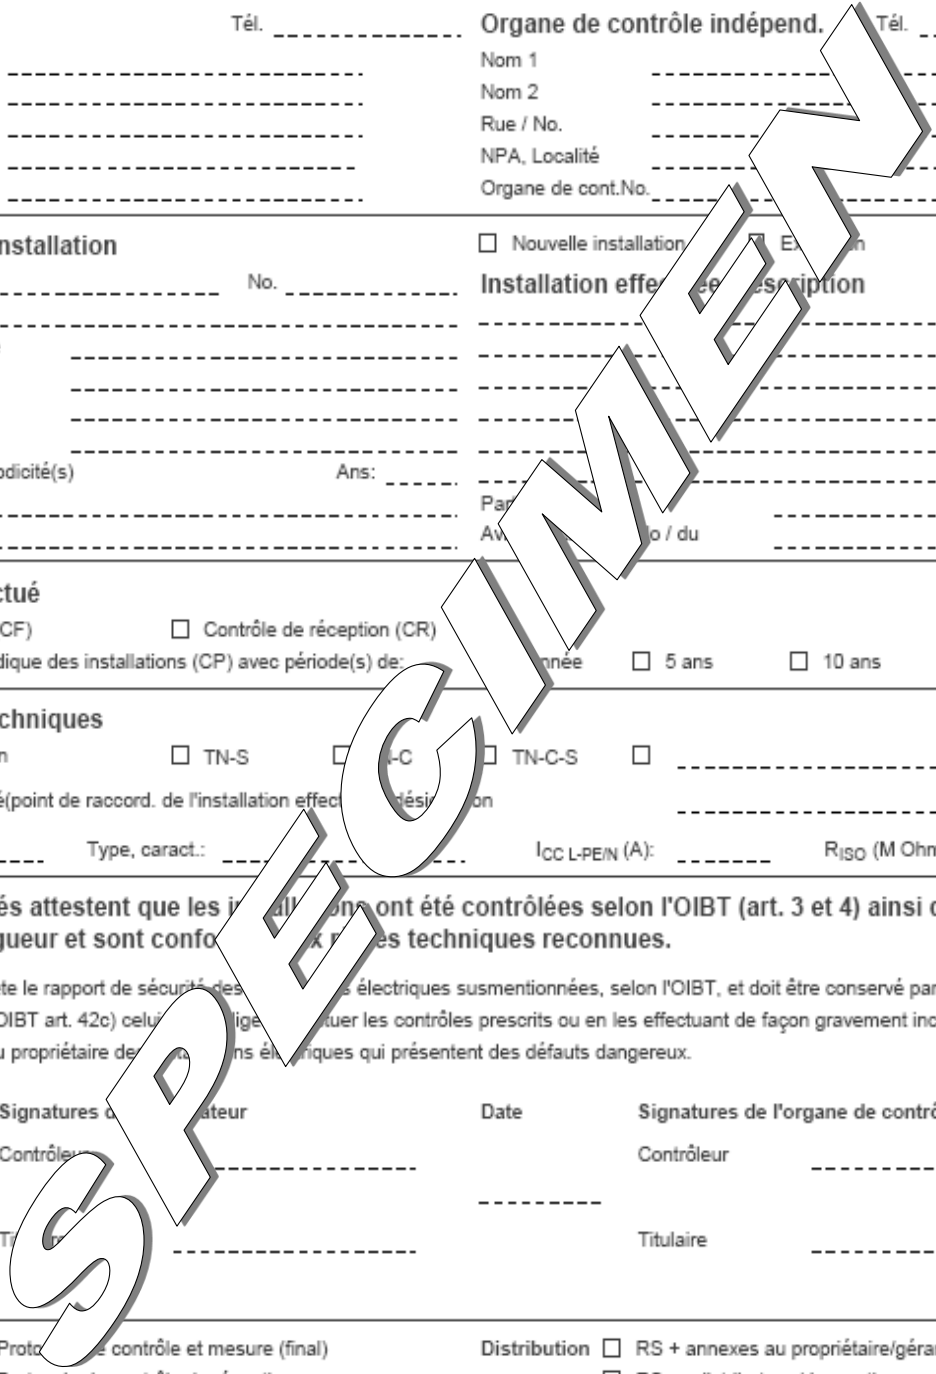 Tél.
Organe de contrôle indépend. Tél.
Nom 1
Nom 2
Rue / No.
NPA, Localité
Organe de cont.No.
nstallation
Nouvelle installation
No.
Installation
ption
odicité(s) Ans:
o / du
ctué
CF) Contrôle de réception (CR)
dique des installations (CP) avec période(s) de: nnée 5 ans 10 ans
chniques
n TN-S -C TN-C-S
é(point de raccord. de l'installation effec désig on
Type, caract.: ICC L-PE/N (A): RISO (M Ohm
és attestent que les ont été contrôlées selon l'OIBT (art. 3 et 4) ainsi
gueur et sont confo es techniques reconnues.
te le rapport de sécurité des électriques susmentionnées, selon l'OIBT, et doit être conservé par
OIBT art. 42c) celui tuer les contrôles prescrits ou en les effectuant de façon gravement inc
u propriétaire de ns él riques qui présentent des défauts dangereux.
Signatures d ateur Date Signatures de l'organe de contrô
Contrôleur Contrôleur
Titulaire
Proto e contrôle et mesure (final) Distribution RS + annexes au propriétaire/géra
SPECIMEN